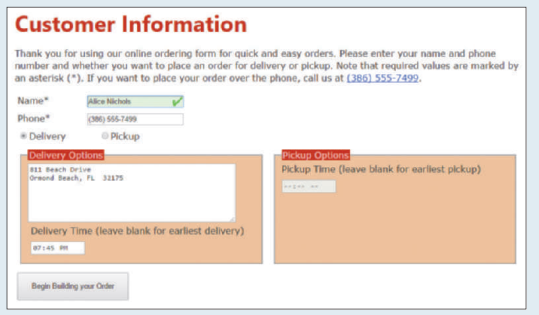 Customer Information
Thank you for using our online ordering form for quick and easy orders. Please enter your name and phone
number and whether you want to place an order for delivery or pickup. Note that required values are marked by
an asterisk (*). If you want to place your order over the phone, call us at (386) 555-7499.
Name* Alice Nichols
Phone* (386) 555-7499
Delivery Pickup
Delivery Options
811 Beach Drive
Ormond Beach, FL 32175
Delivery Time (leave blank for earliest delivery)
07:45 PM
Pickup Options
Pickup Time (leave blank for earliest pickup)
--:-- --
Begin Building your Order